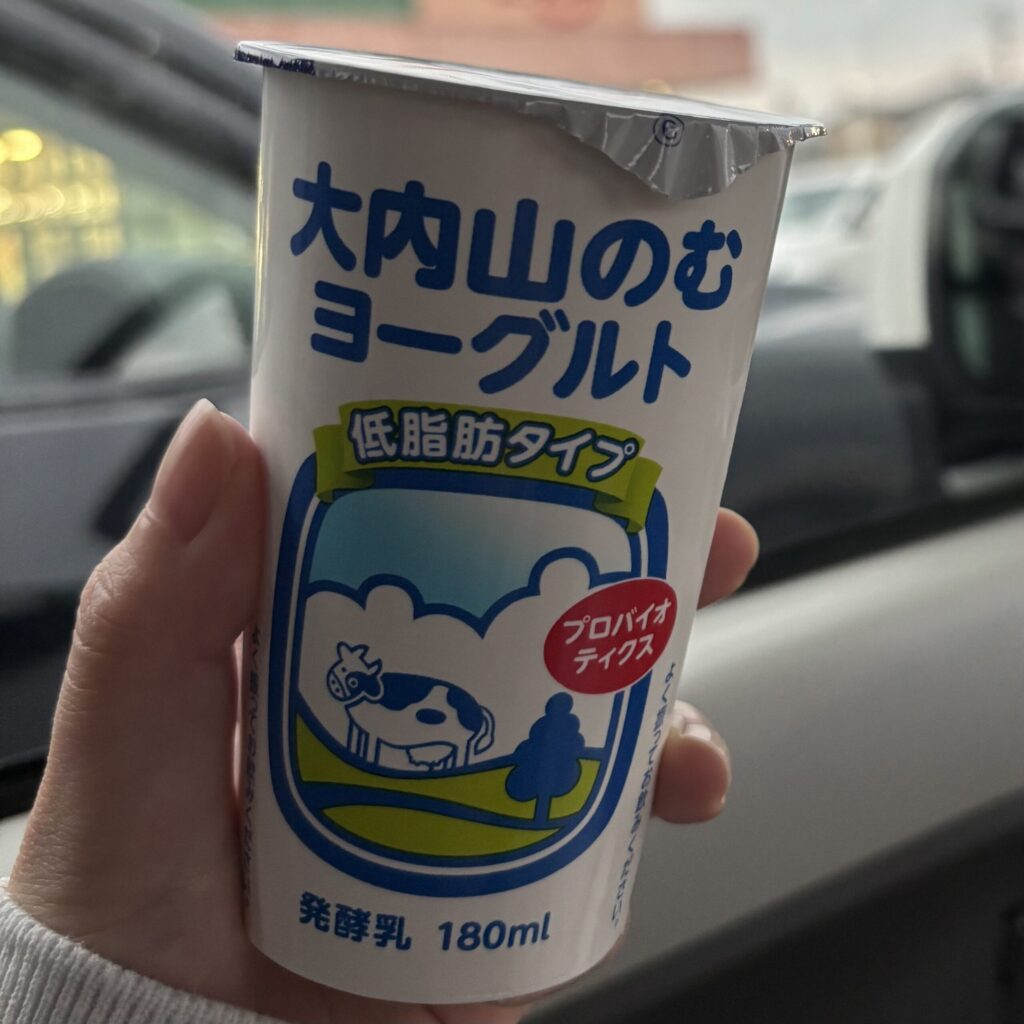 大内山のむ
ヨーグルト
低脂肪タイプ
プロバイオ
ティクス
発酵乳 180ml